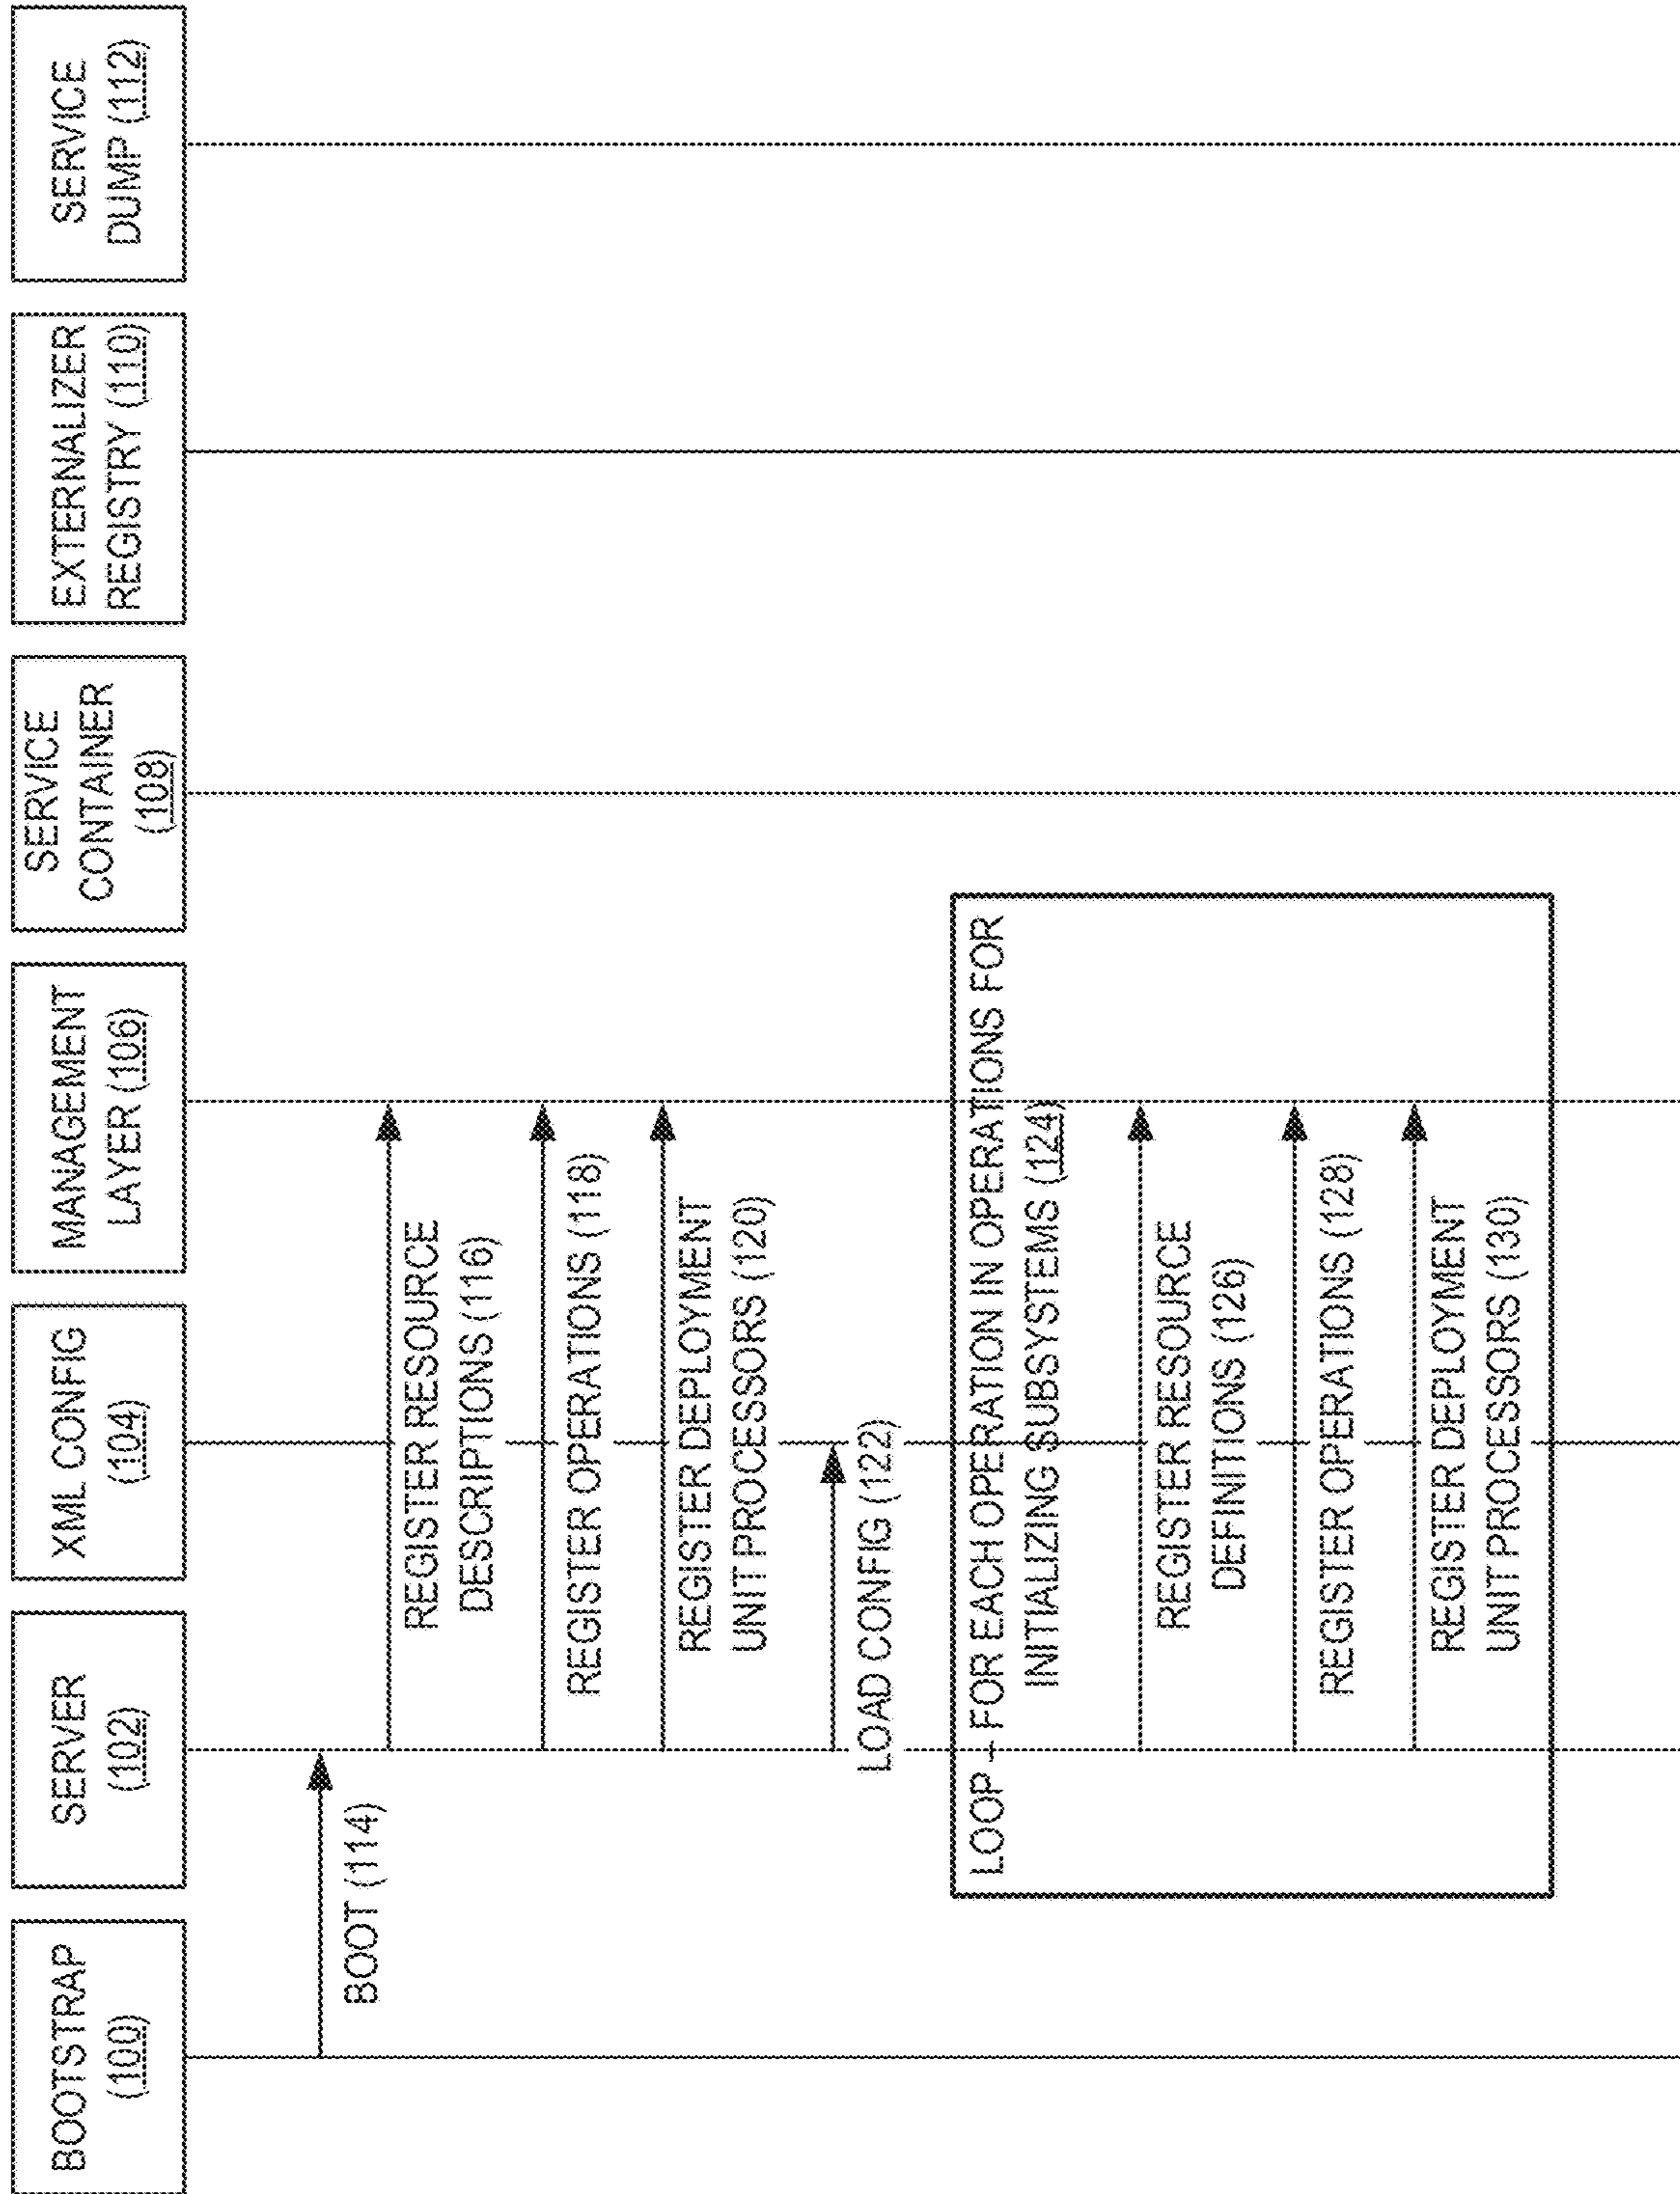 BOOTSTRAP
(100)
SERVER
(102)
XML CONFIG
(104)
MANAGEMENT
LAYER (106)
SERVICE
CONTAINER
(108)
EXTERNALIZER
REGISTRY (110)
SERVICE
DUMP (112)
BOOT (114)
REGISTER RESOURCE
DESCRIPTIONS (116)
REGISTER OPERATIONS (118)
REGISTER DEPLOYMENT
UNIT PROCESSORS (120)
LOAD CONFIG (122)
LOOP – FOR EACH OPERATION IN OPERATIONS FOR
INITIALIZING SUBSYSTEMS (124)
REGISTER RESOURCE
DEFINITIONS (126)
REGISTER OPERATIONS (128)
REGISTER DEPLOYMENT
UNIT PROCESSORS (130)